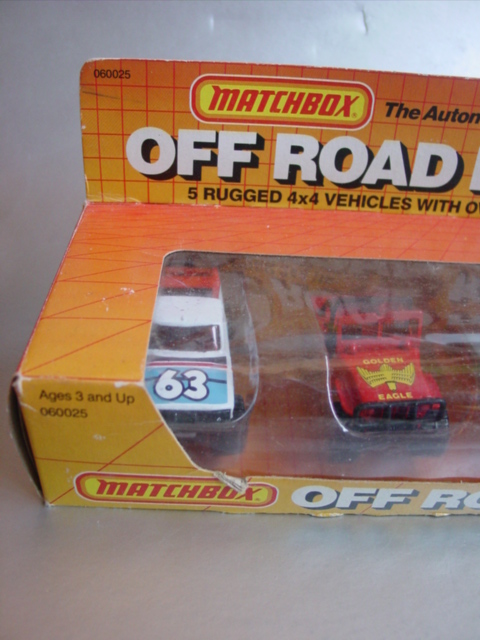 060025
MATCHBOX
The Autom
OFF ROAD
5 RUGGED 4x4 VEHICLES WITH
63
GOLDEN
EAGLE
Ages 3 and Up
060025
MATCHBOX
OFF